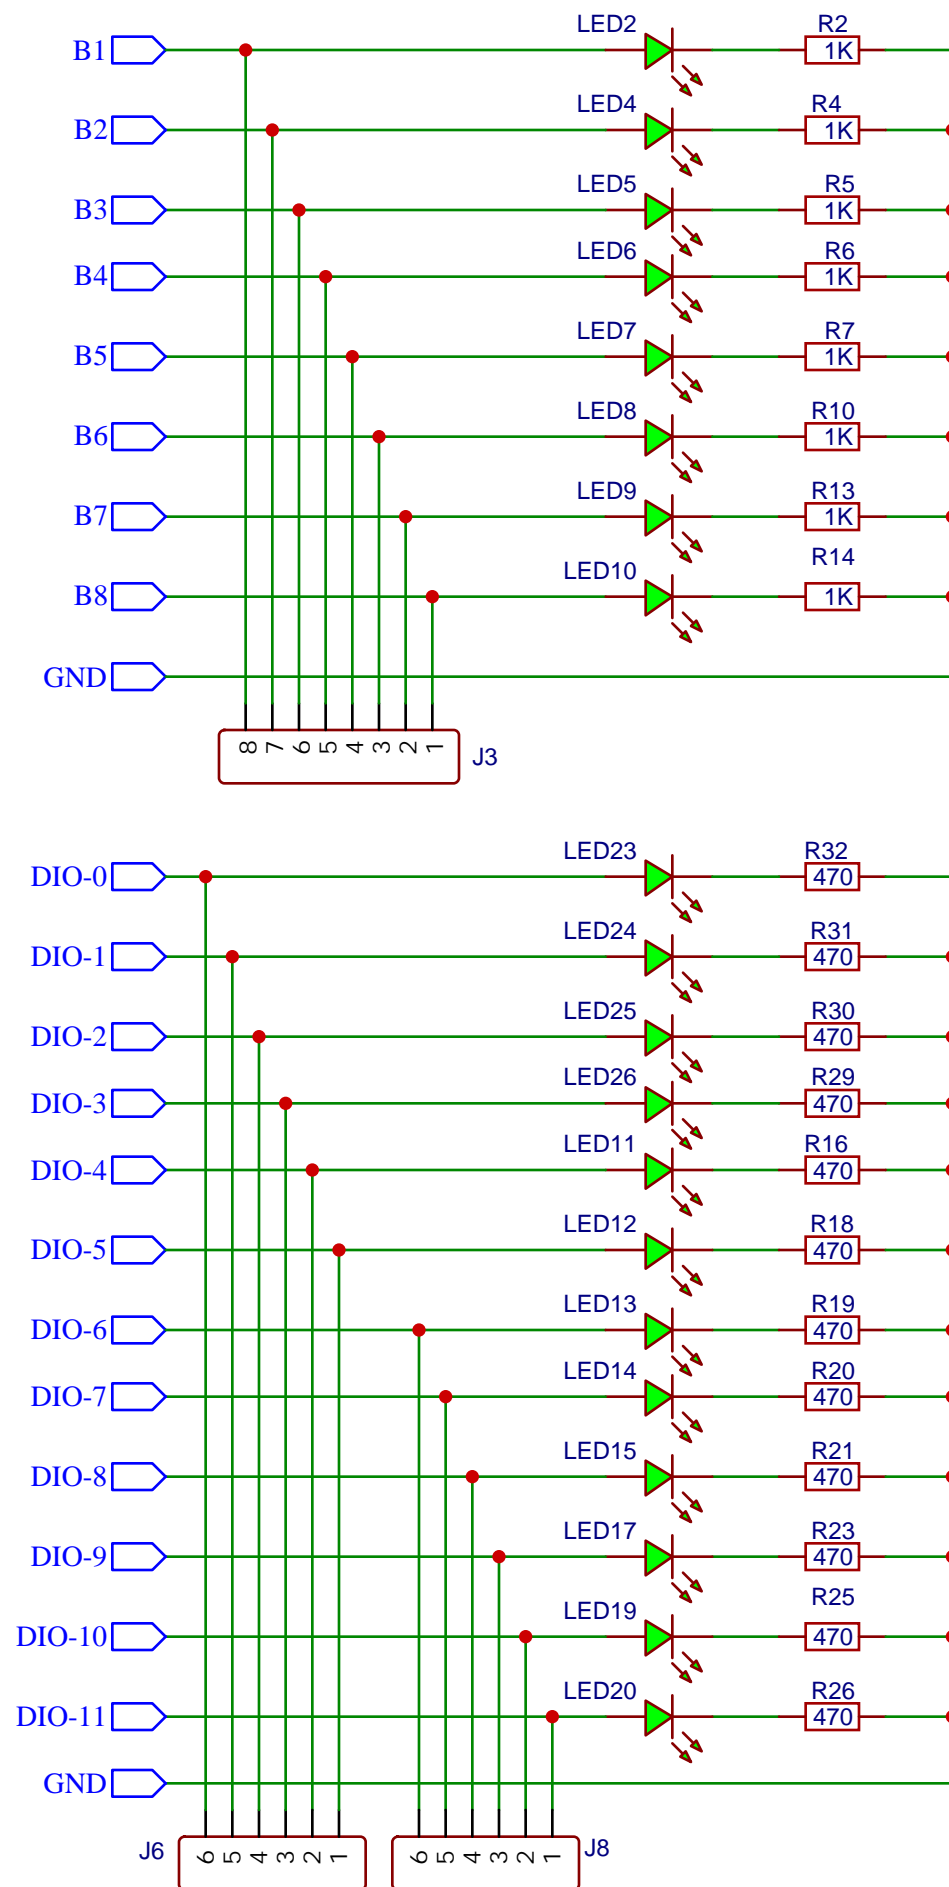 LED2 R2
B1 1K
LED4 R4
B2 1K
LED5 R5
B3 1K
LED6 R6
B4 1K
LED7 R7
B5 1K
LED8 R10
B6 1K
LED9 R13
B7 1K
LED10 R14
B8 1K
GND
8 7 6 5 4 3 2 1 J3
LED23 R32
DIO-0 470
LED24 R31
DIO-1 470
LED25 R30
DIO-2 470
LED26 R29
DIO-3 470
LED11 R16
DIO-4 470
LED12 R18
DIO-5 470
LED13 R19
DIO-6 470
LED14 R20
DIO-7 470
LED15 R21
DIO-8 470
LED17 R23
DIO-9 470
LED19 R25
DIO-10 470
LED20 R26
DIO-11 470
GND
J6 6 5 4 3 2 1 6 5 4 3 2 1 J8